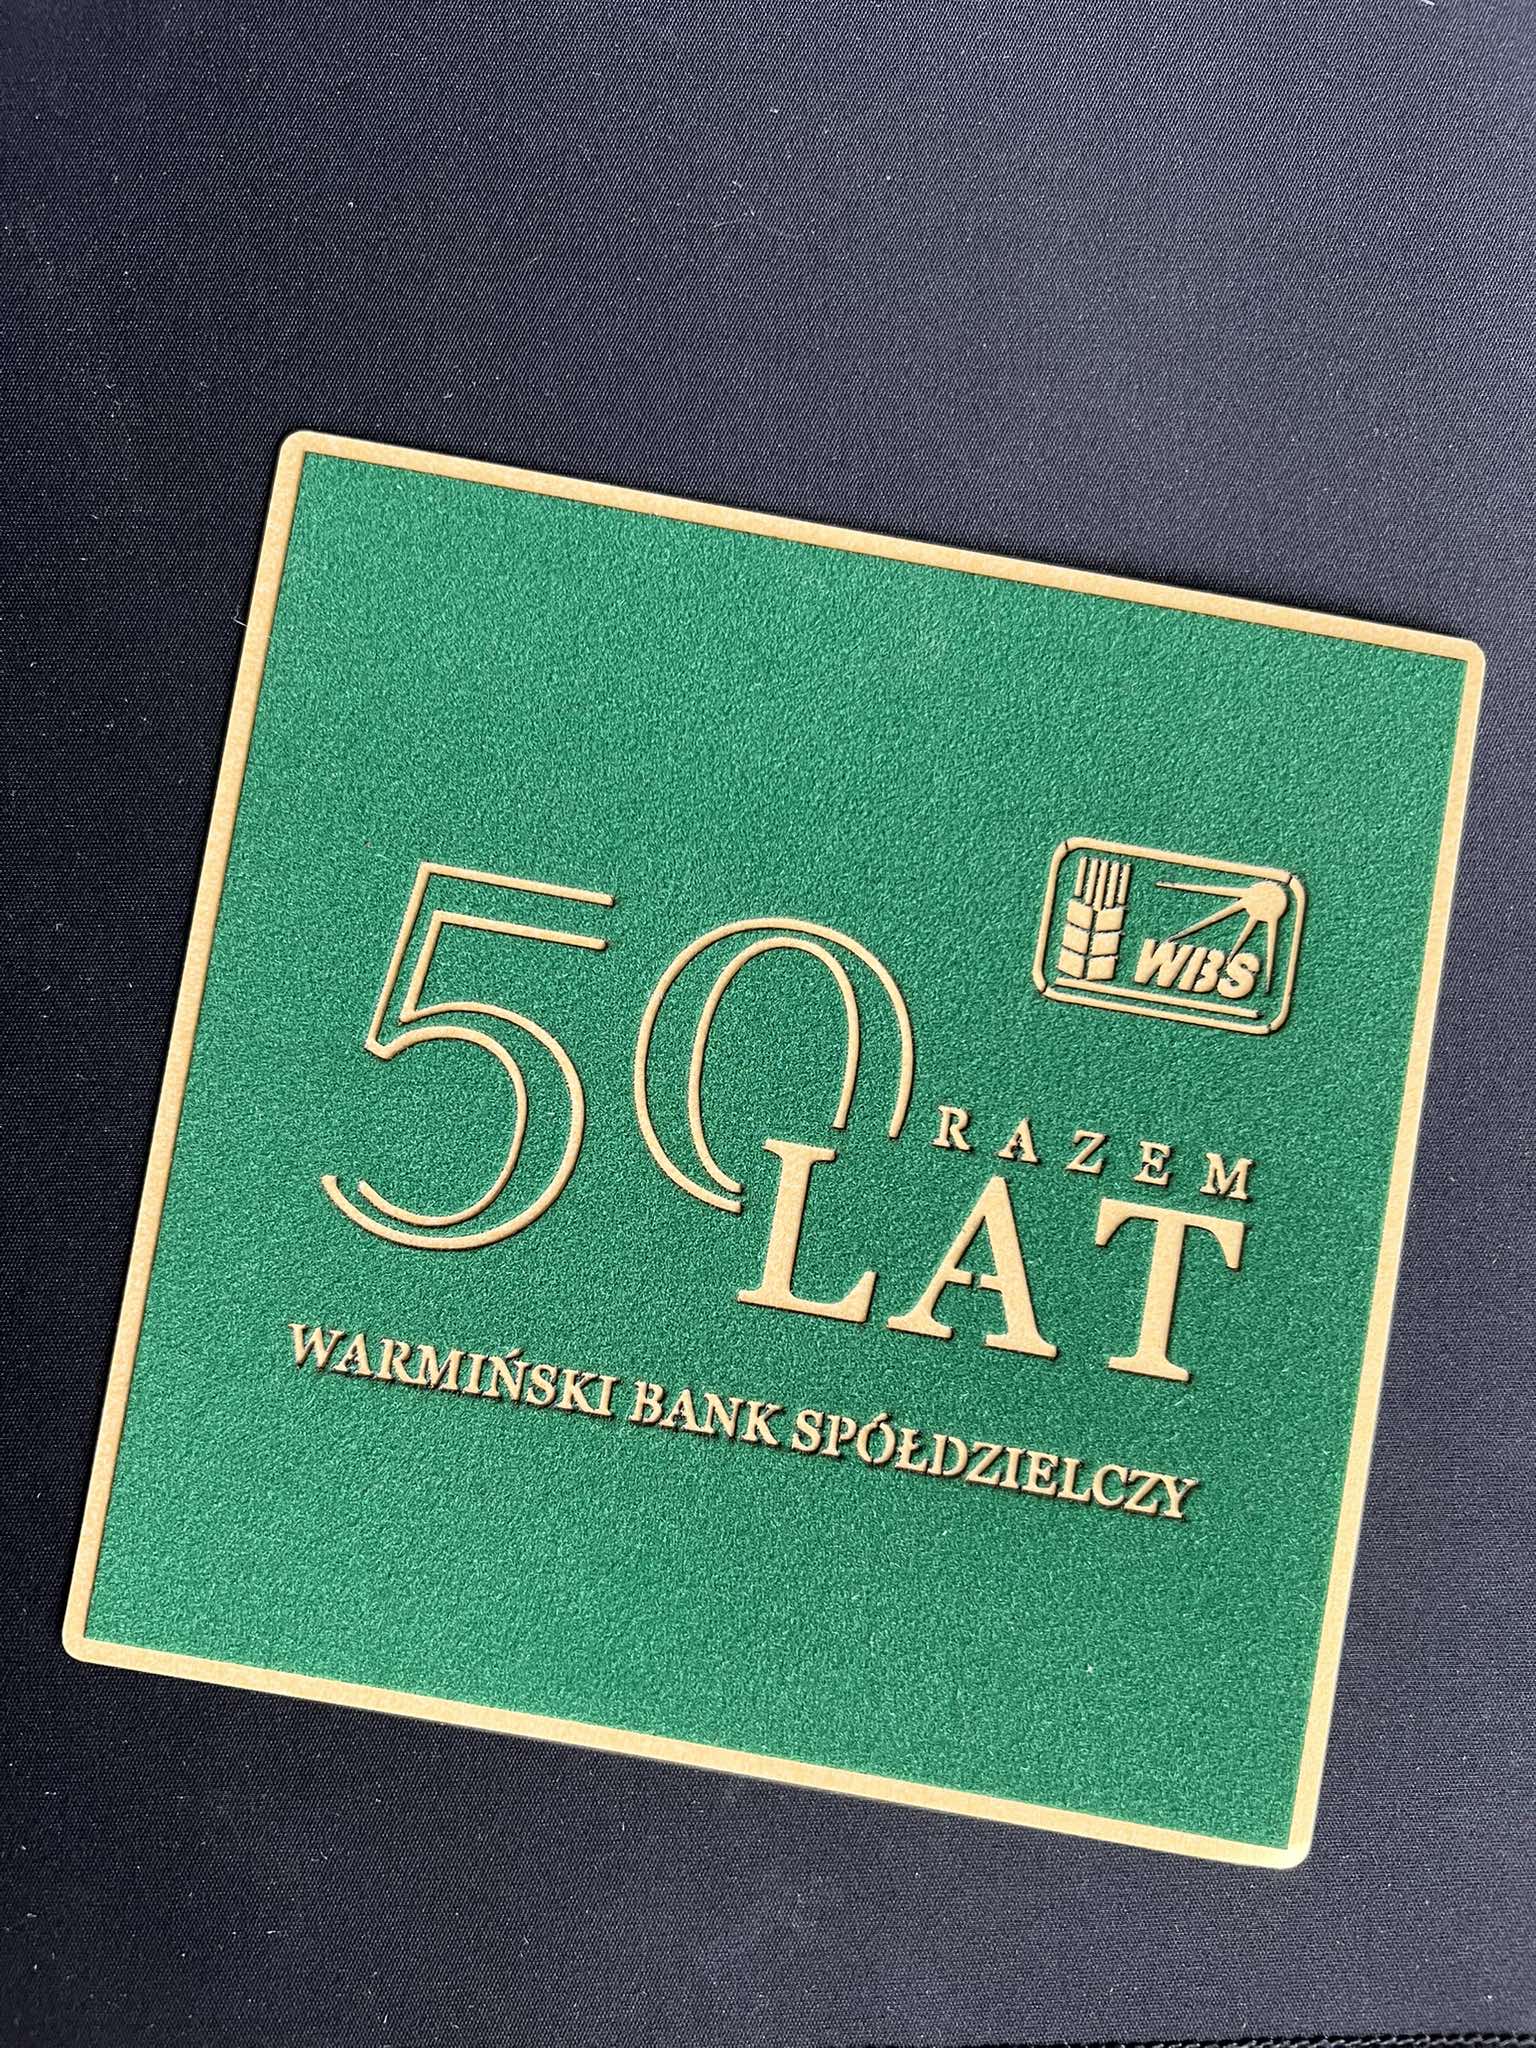 WBS
50 RAZEM
LAT
WARMIŃSKI BANK SPÓŁDZIELCZY